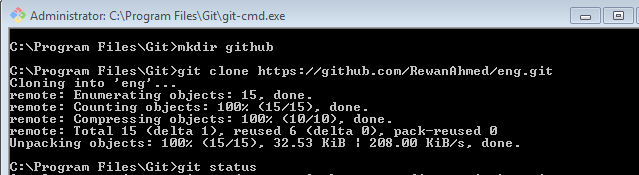 Administrator: C:\Program Files\Git\git-cmd.exe
C:\Program Files\Git>mkdir github
C:\Program Files\Git>git clone https://github.com/RewanAhmed/eng.git
Cloning into 'eng'...
remote: Enumerating objects: 15, done.
remote: Counting objects: 100% (15/15), done.
remote: Compressing objects: 100% (10/10), done.
remote: Total 15 (delta 1), reused 6 (delta 0), pack-reused 0
Unpacking objects: 100% (15/15), 32.53 KiB | 208.00 KiB/s, done.
C:\Program Files\Git>git status